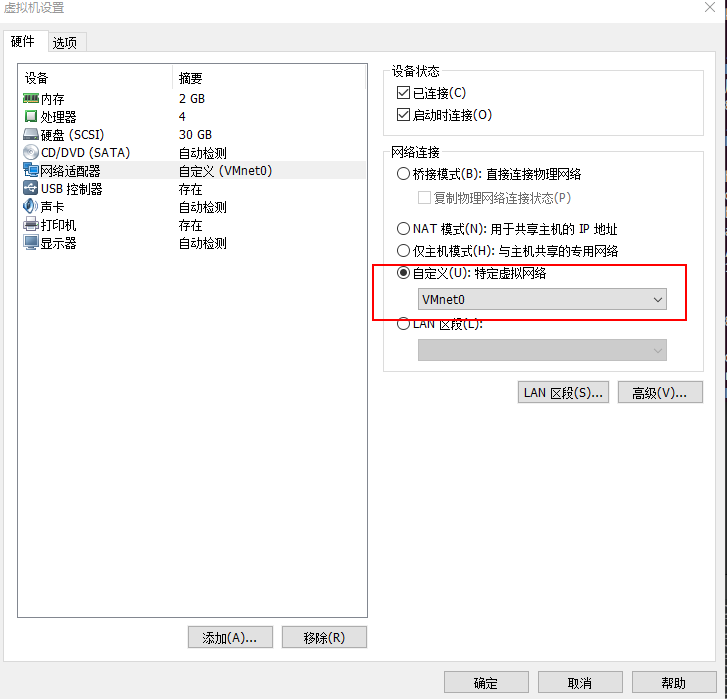 虚拟机设置
硬件 选项
设备 摘要
内存 2 GB
处理器 4
硬盘 (SCSI) 30 GB
CD/DVD (SATA) 自动检测
网络适配器 自定义 (VMnet0)
USB 控制器 存在
声卡 自动检测
打印机 存在
显示器 自动检测
添加(A)... 移除(R)
设备状态
已连接(C)
启动时连接(O)
网络连接
桥接模式(B): 直接连接物理网络
复制物理网络连接状态(P)
NAT 模式(N): 用于共享主机的 IP 地址
仅主机模式(H): 与主机共享的专用网络
自定义(U): 特定虚拟网络
VMnet0
LAN 区段(L):
LAN 区段(S)... 高级(V)...
确定 取消 帮助